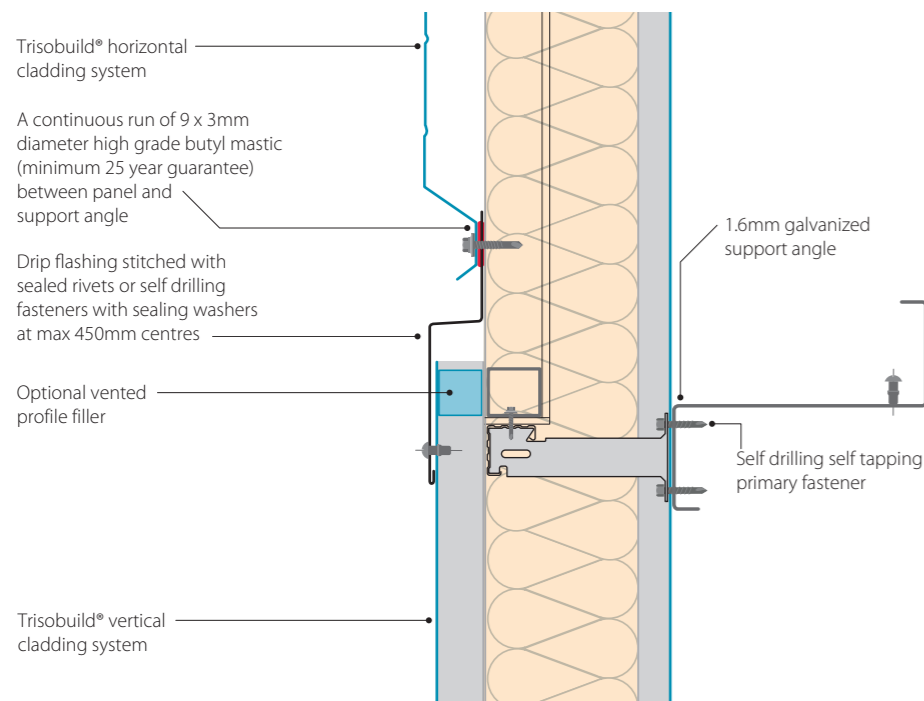 Trisobuild® horizontal
cladding system
A continuous run of 9 x 3mm
diameter high grade butyl mastic
(minimum 25 year guarantee)
between panel and
support angle
Drip flashing stitched with
sealed rivets or self drilling
fasteners with sealing washers
at max 450mm centres
Optional vented
profile filler
Trisobuild® vertical
cladding system
1.6mm galvanized
support angle
Self drilling self tapping
primary fastener